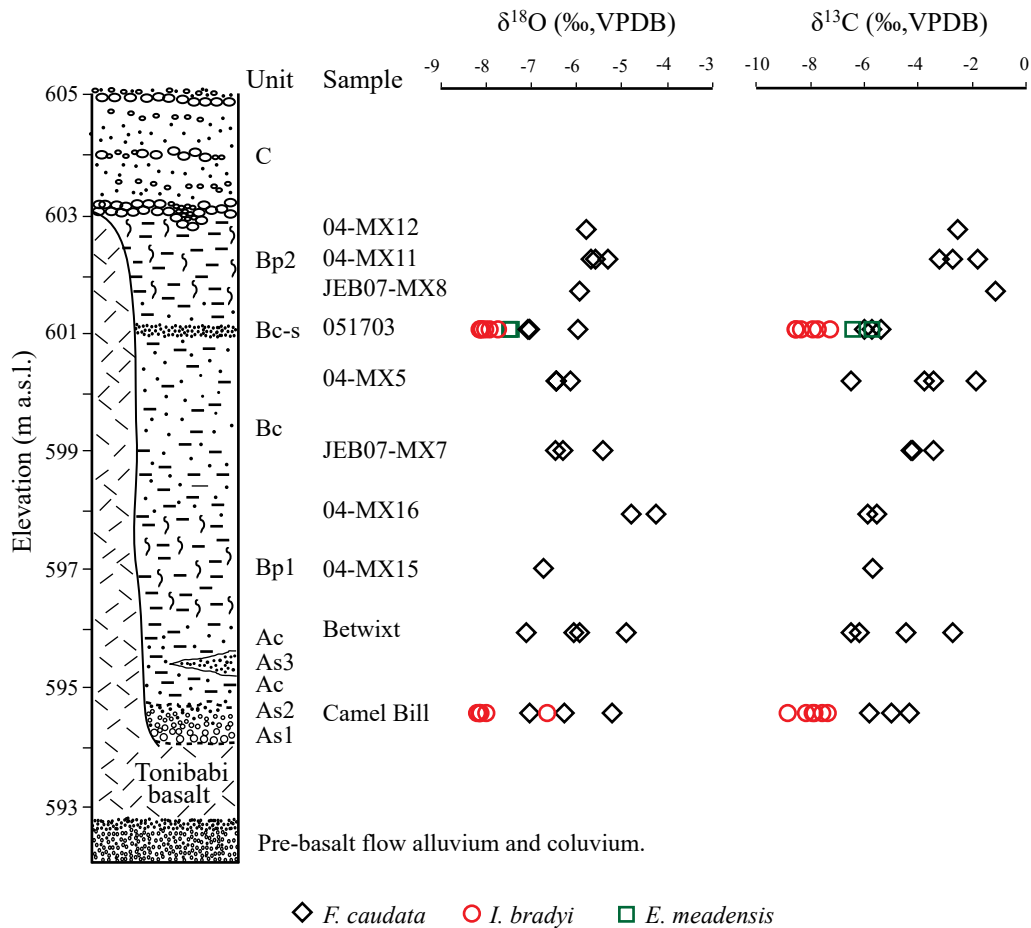 δ18O (‰,VPDB) δ13C (‰,VPDB)
Unit Sample
-9 -8 -7 -6 -5 -4 -3 -10 -8 -6 -4 -2 0
605
C
603
04-MX12
Bp2 04-MX11
JEB07-MX8
601 Bc-s 051703
04-MX5
Bc
599 JEB07-MX7
04-MX16
597 Bp1 04-MX15
Betwixt
Ac
As3
Ac
595
As2 Camel Bill
As1
Tonibabi
basalt
593
Pre-basalt flow alluvium and coluvium.
Elevation (m a.s.l.)
F. caudata I. bradyi E. meadensis